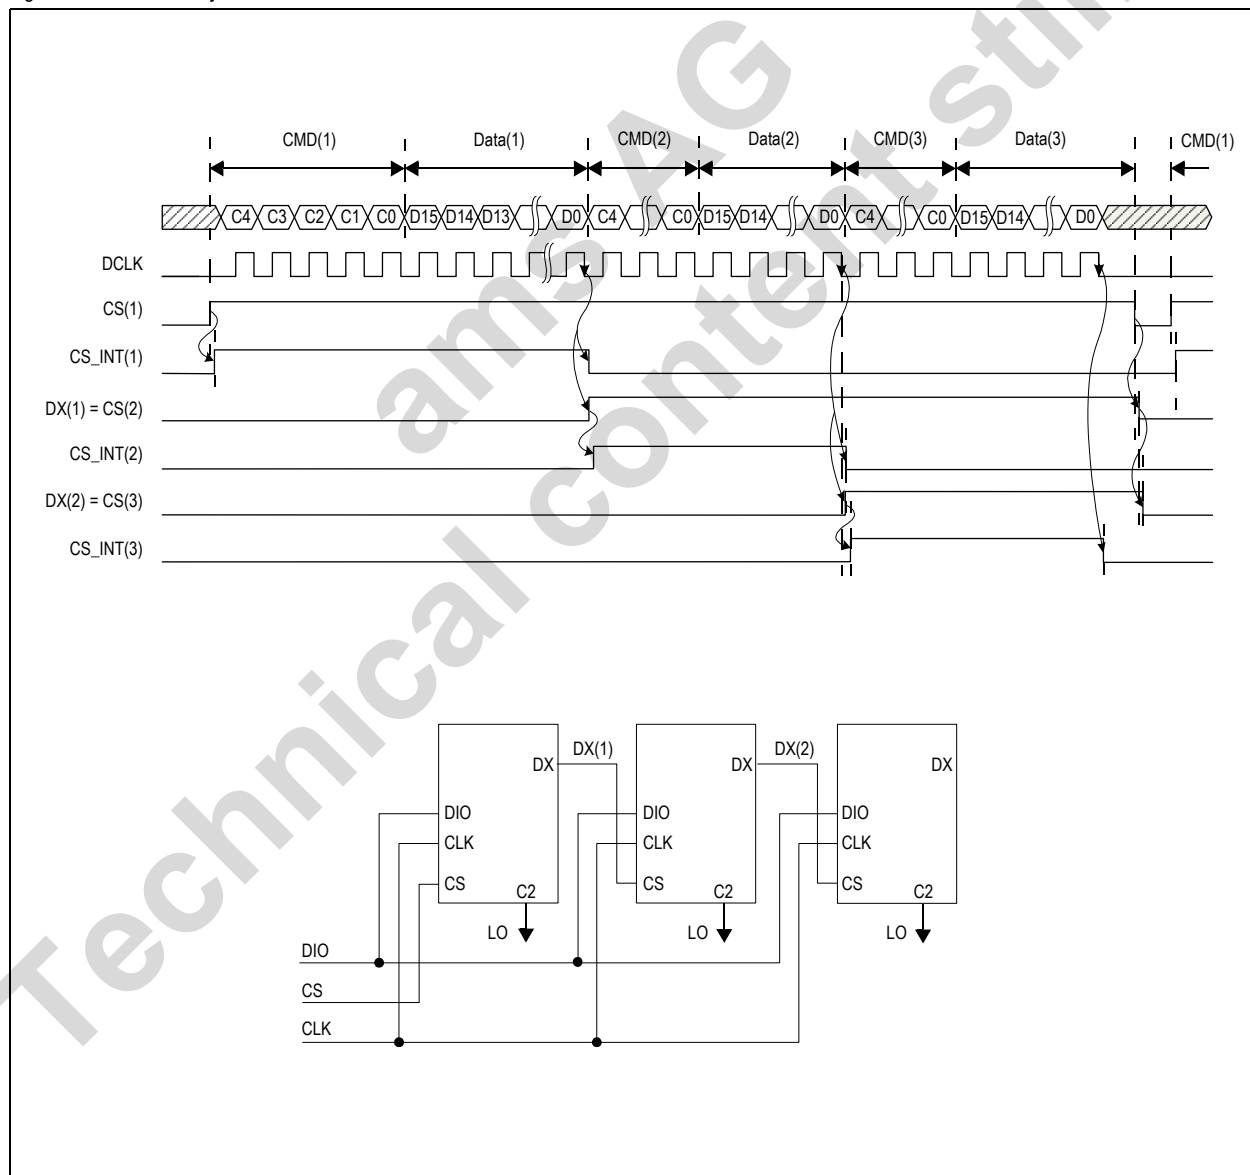 CMD(1) Data(1) CMD(2) Data(2) CMD(3) Data(3) CMD(1)
C4 C3 C2 C1 C0 D15 D14 D13 D0 C4 C0 D15 D14 D0 C4 C0 D15 D14 D0
DCLK
CS(1)
CS_INT(1)
DX(1) = CS(2)
CS_INT(2)
DX(2) = CS(3)
CS_INT(3)
DX DX(1) DX DX(2) DX
DIO DIO DIO
CLK CLK CLK
CS CS CS
C2 C2 C2
LO LO LO
DIO
CS
CLK
ams AG
Technical content